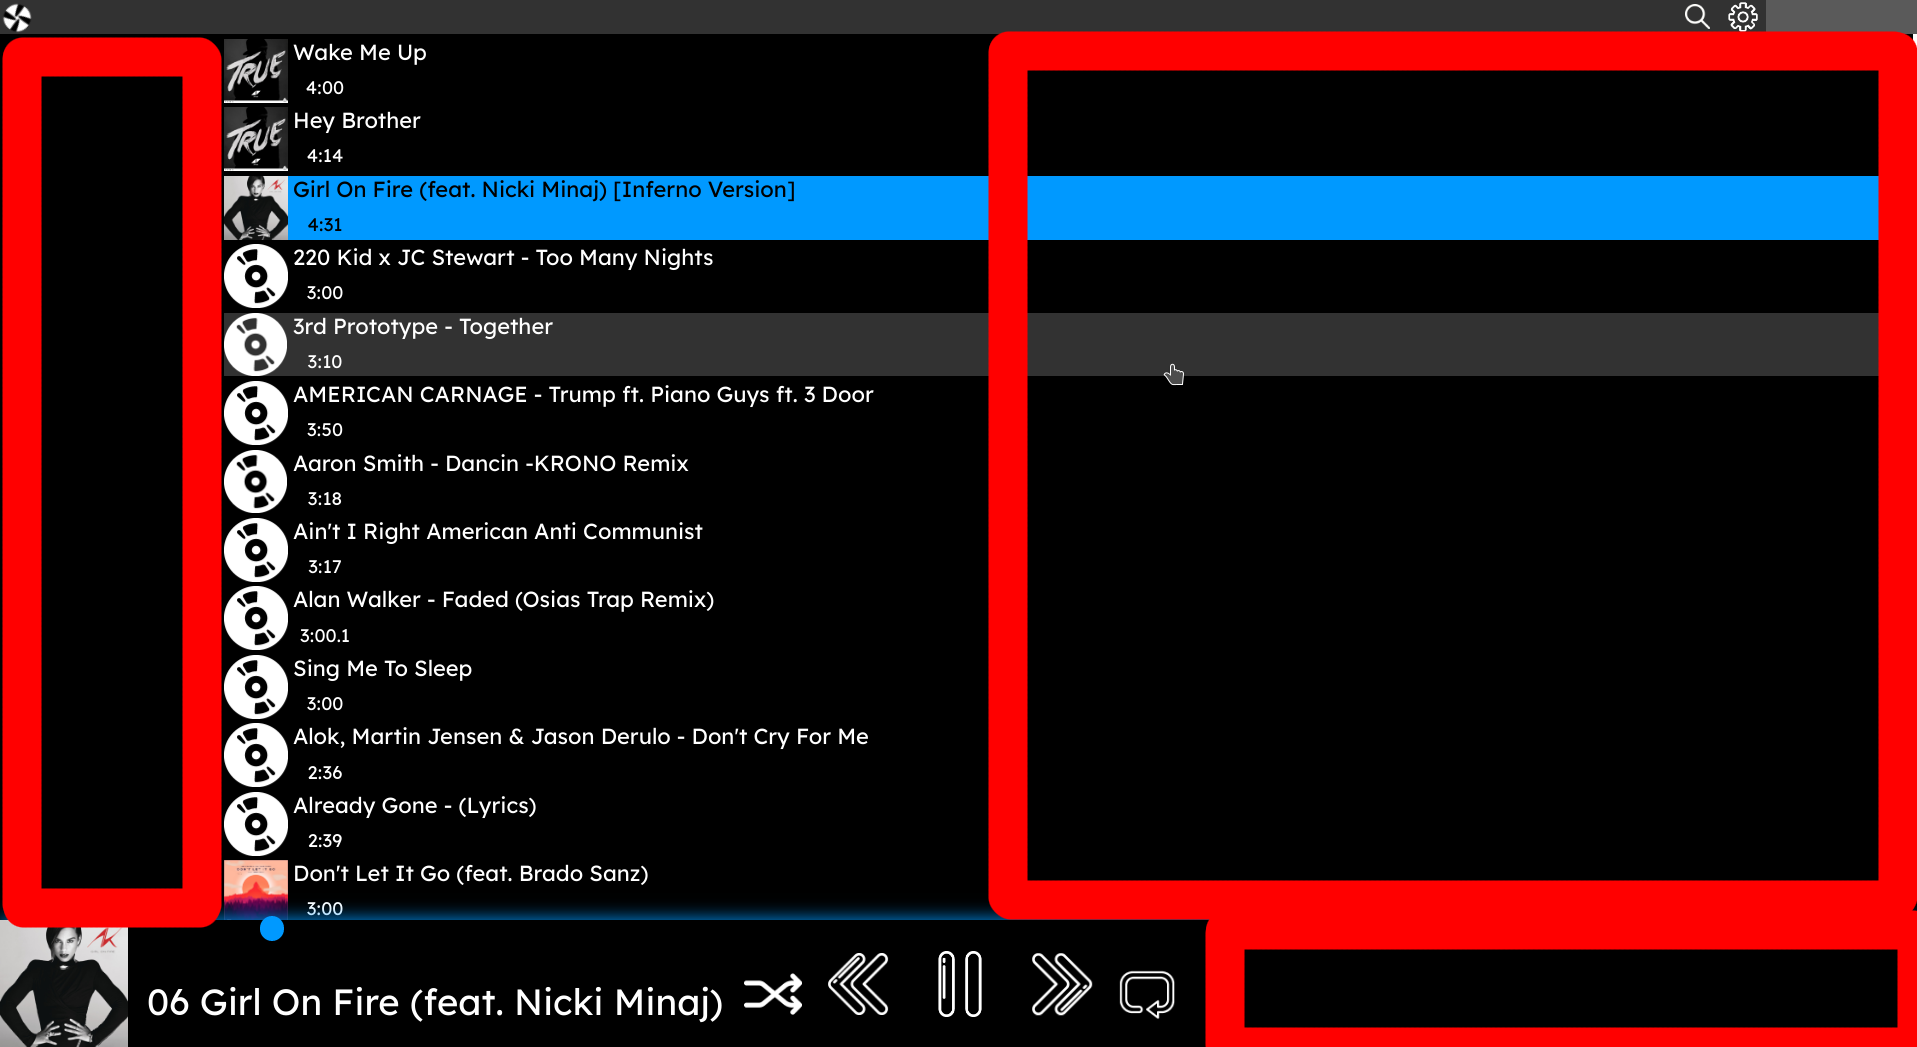 Wake Me Up
4:00
Hey Brother
4:14
Girl On Fire (feat. Nicki Minaj) [Inferno Version]
4:31
220 Kid x JC Stewart - Too Many Nights
3:00
3rd Prototype - Together
3:10
AMERICAN CARNAGE - Trump ft. Piano Guys ft. 3 Door
3:50
Aaron Smith - Dancin -KRONO Remix
3:18
Ain't I Right American Anti Communist
3:17
Alan Walker - Faded (Osias Trap Remix)
3:00.1
Sing Me To Sleep
3:00
Alok, Martin Jensen & Jason Derulo - Don't Cry For Me
2:36
Already Gone - (Lyrics)
2:39
Don't Let It Go (feat. Brado Sanz)
3:00
06 Girl On Fire (feat. Nicki Minaj)
TRUE
TRUE